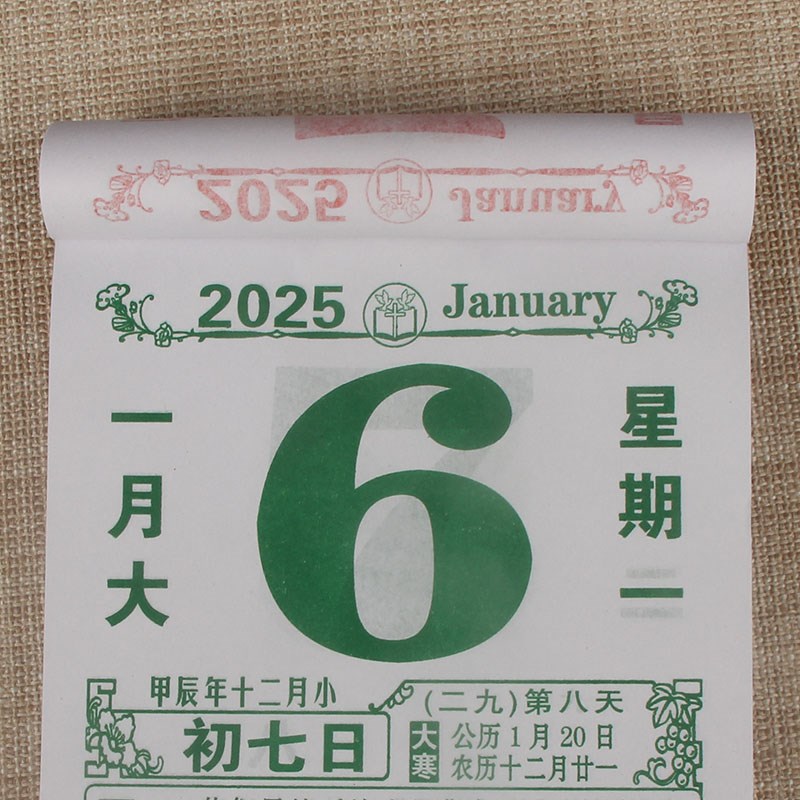 2025 January
2025 January
一月大
6
星期一
甲辰年十二月小
初七日
(二九)第八天
大寒
公历1月20日
农历十二月廿一